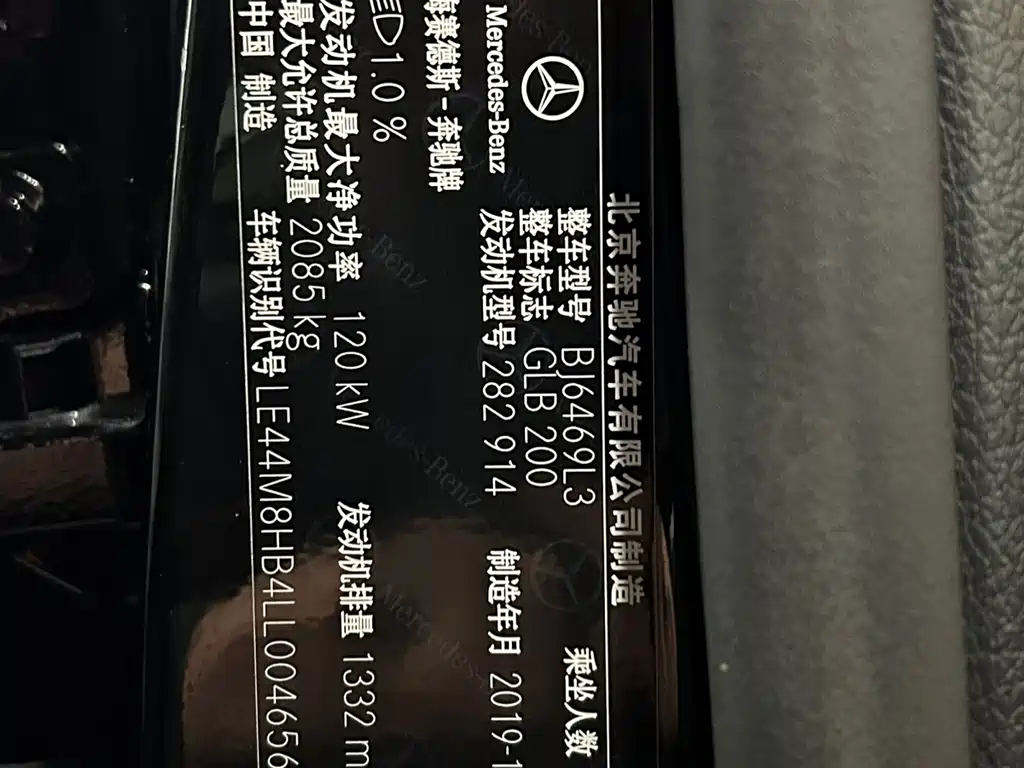 北京奔驰汽车有限公司制造
Mercedes-Benz
整车型号 BJ6469L3 乘坐人数
整车标志 GLB 200
发动机型号 282 914 制造年月 2019-1
梅赛德斯-奔驰牌
1.0 %
发动机最大净功率 120 kW 发动机排量 1332 m
最大允许总质量 2085 kg
中国 制造 车辆识别代号 LE44M8HB4LL004656